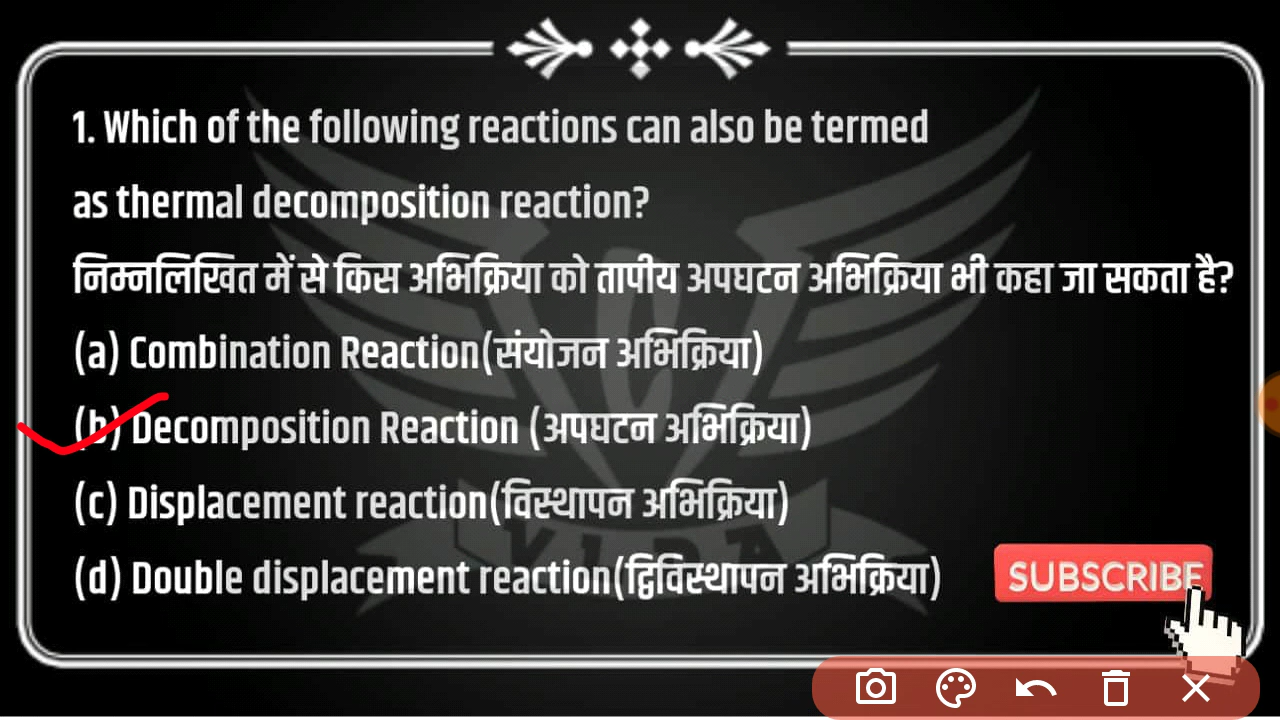 1. Which of the following reactions can also be termed
as thermal decomposition reaction?
निम्नलिखित में से किस अभिक्रिया को तापीय अपघटन अभिक्रिया भी कहा जा सकता है?
(a) Combination Reaction(संयोजन अभिक्रिया)
(b) Decomposition Reaction (अपघटन अभिक्रिया)
(c) Displacement reaction(विस्थापन अभिक्रिया)
(d) Double displacement reaction(द्विविस्थापन अभिक्रिया)
SUBSCRIBE